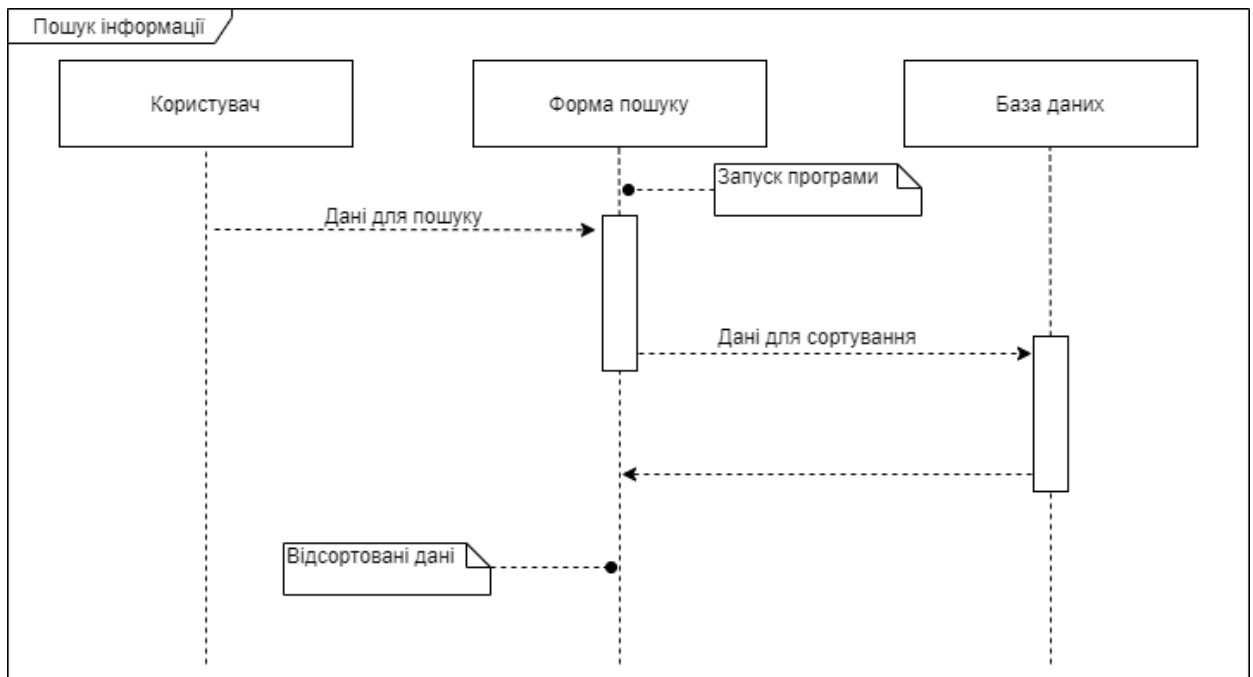 Пошук інформації
Користувач
Форма пошуку
База даних
Запуск програми
Дані для пошуку
Дані для сортування
Відсортовані дані